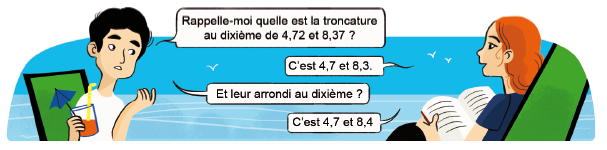 Rappelle-moi quelle est la troncature
au dixième de 4,72 et 8,37 ?
C'est 4,7 et 8,3.
Et leur arrondi au dixième ?
C'est 4,7 et 8,4